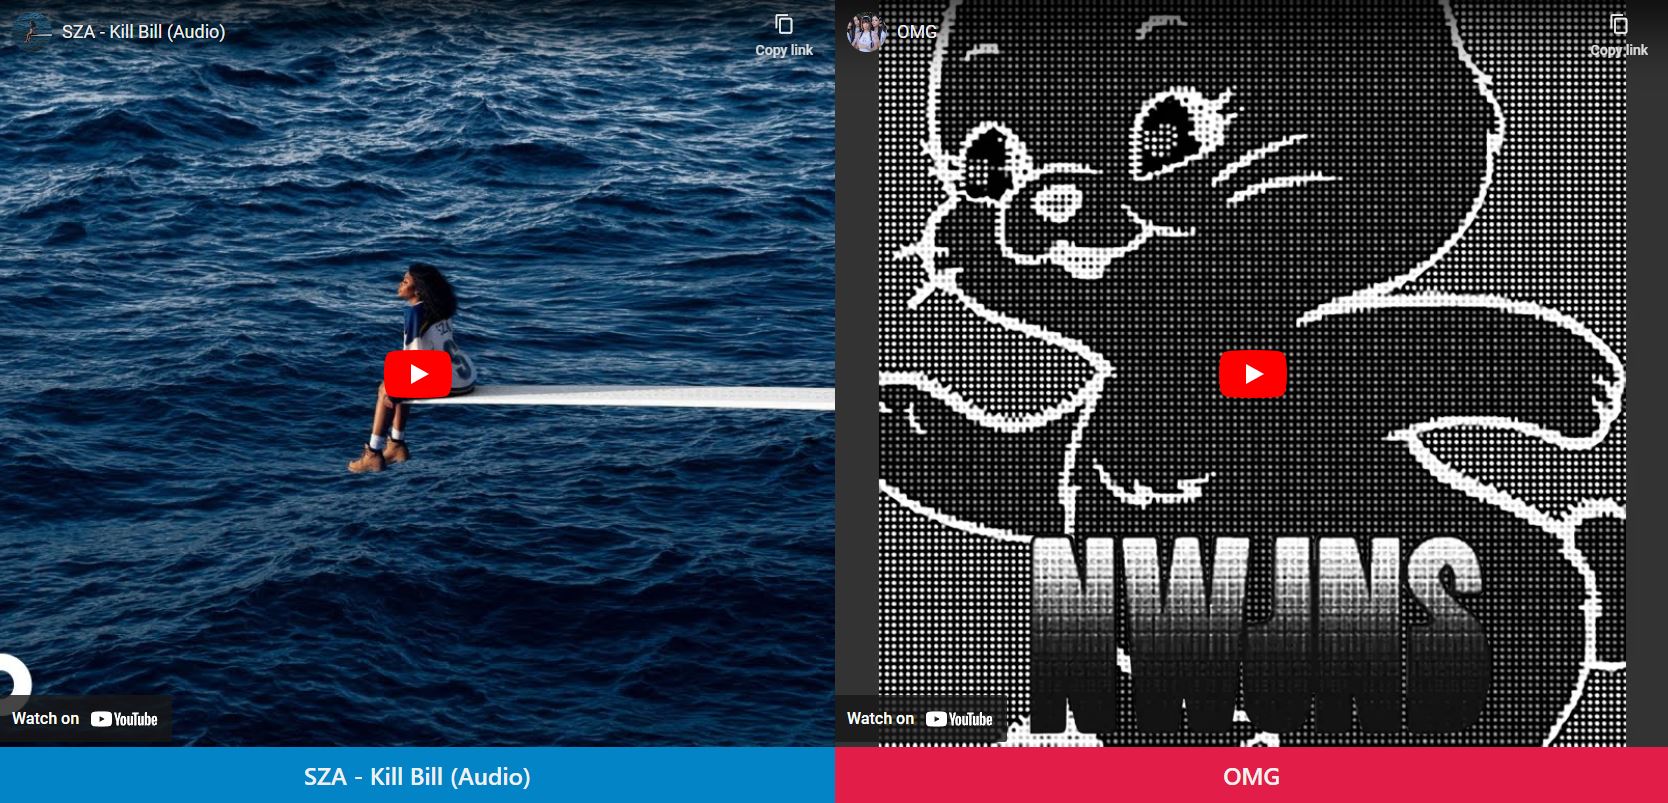 SZA - Kill Bill (Audio)
Copy link
Watch on YouTube
SZA - Kill Bill (Audio)
OMG
Copy link
NWJNS
Watch on YouTube
OMG